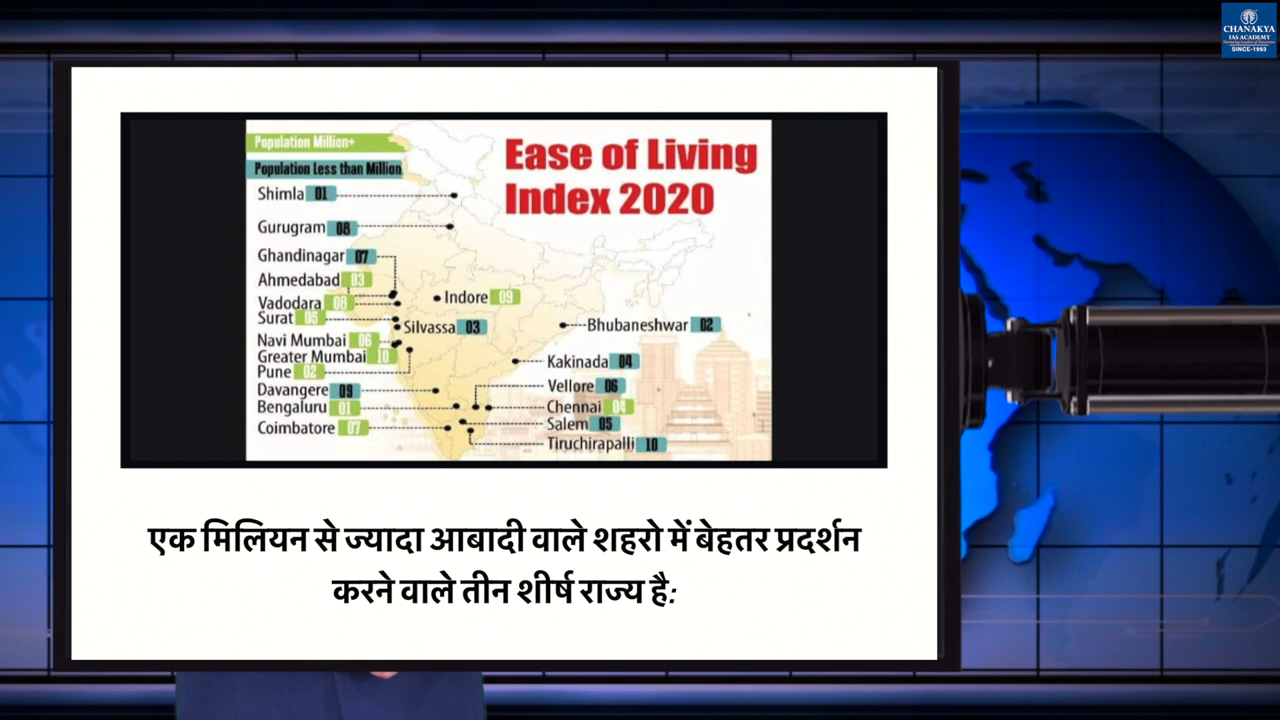 CHANAKYA
IAS ACADEMY
SINCE-1993
Population Million+
Population Less than Million
Ease of Living
Index 2020
Shimla 01
Gurugram 08
Ghandinagar 07
Ahmedabad 03
Vadodara 08
Surat 05
Navi Mumbai 06
Greater Mumbai 10
Pune 02
Davangere 09
Bengaluru 01
Coimbatore 07
Indore 09
Silvassa 03
Bhubaneshwar 02
Kakinada 04
Vellore 06
Chennai 04
Salem 05
Tiruchirapalli 10
एक मिलियन से ज्यादा आबादी वाले शहरो में बेहतर प्रदर्शन
करने वाले तीन शीर्ष राज्य है: